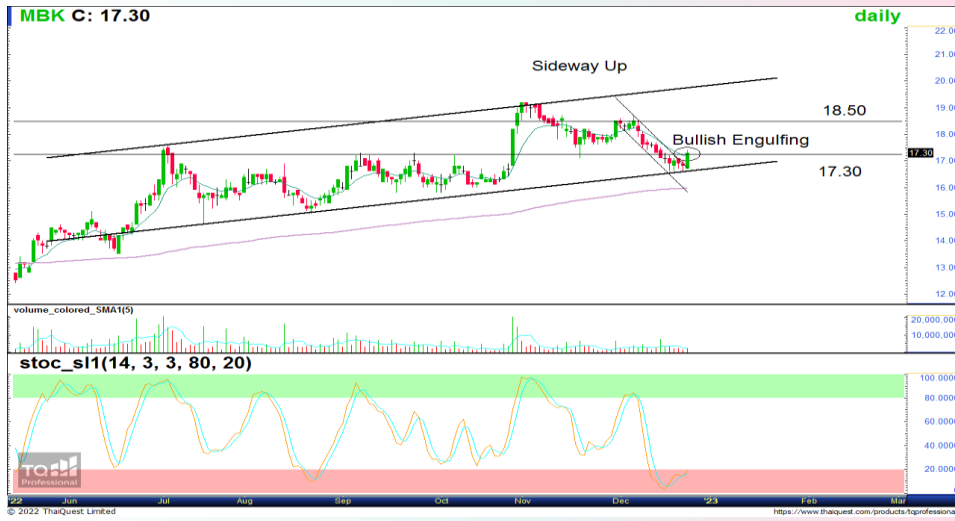 MBK C: 17.30 daily
22.00
21.00
20.00
19.00
18.00
17.30
17.00
16.00
15.00
14.00
13.00
12.00
Sideway Up
18.50
Bullish Engulfing
17.30
volume_colored_SMA1(5)
20,000,000
10,000,000
stoc_sl1(14, 3, 3, 80, 20)
100.0000
80.0000
60.0000
40.0000
20.0000
TQ
Professional
'22 Jun Jul Aug Sep Oct Nov Dec '23 Feb Mar
© 2022 ThaiQuest Limited https://www.thaiquest.com/products/tqprofessional